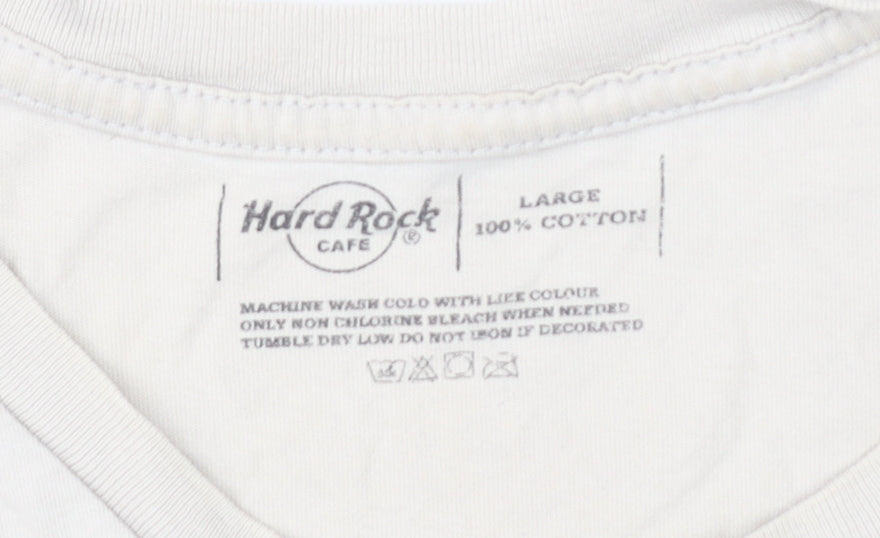 Hard Rock
CAFE
®
LARGE
100% COTTON
MACHINE WASH COLD WITH LIKE COLOUR
ONLY NON CHLORINE BLEACH WHEN NEEDED
TUMBLE DRY LOW DO NOT IRON IF DECORATED